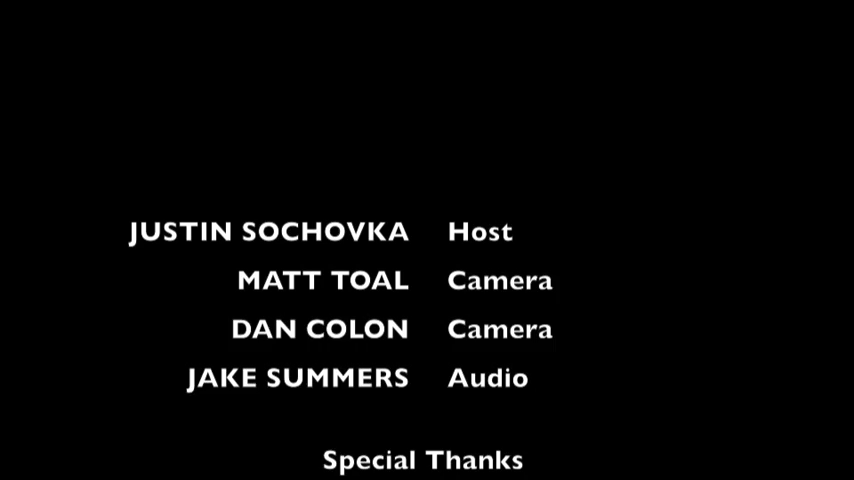 JUSTIN SOCHOVKA Host
MATT TOAL Camera
DAN COLON Camera
JAKE SUMMERS Audio
Special Thanks